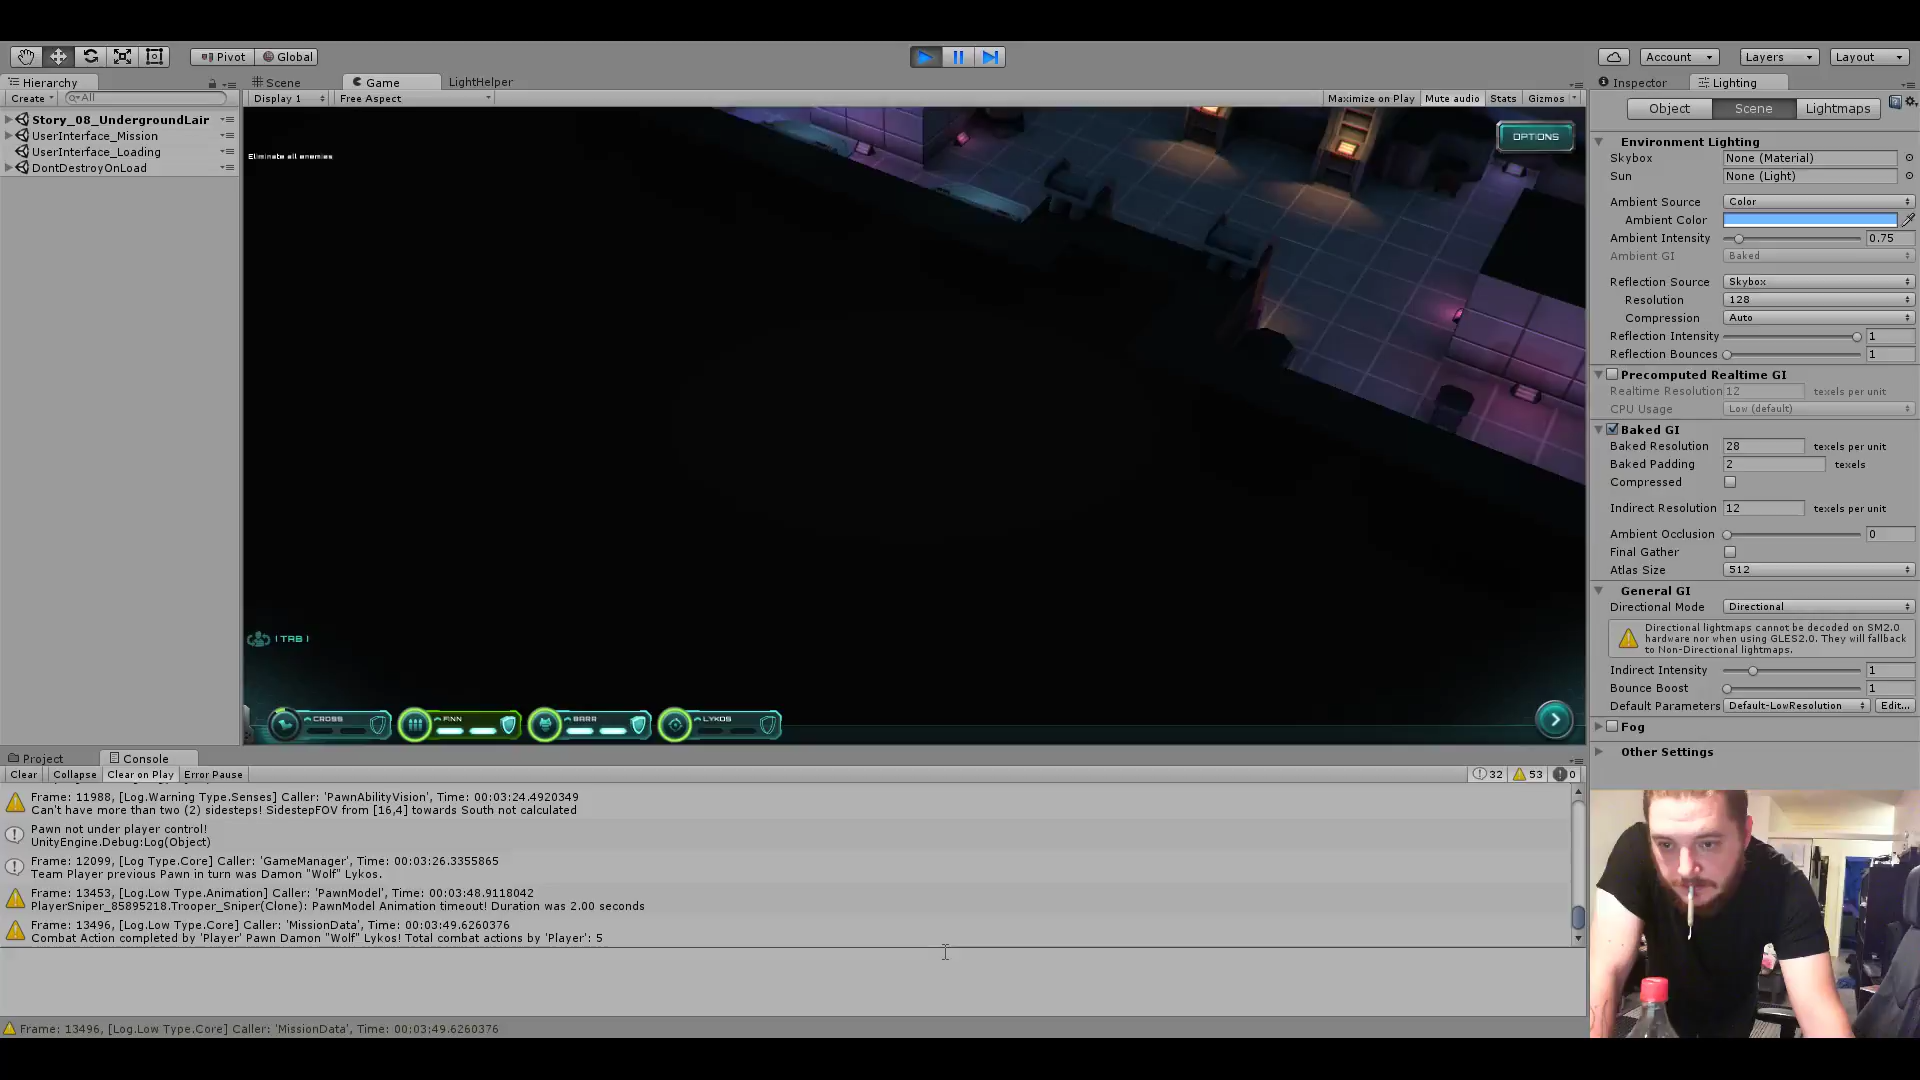 Pivot
Global
Account
Layers
Layout
Hierarchy
Scene
Game
LightHelper
Inspector
Lighting
Create
All
Display 1
Free Aspect
Maximize on Play
Mute audio
Stats
Gizmos
Object
Scene
Lightmaps
Story_08_UndergroundLair
UserInterface_Mission
UserInterface_Loading
DontDestroyOnLoad
Eliminate all enemies
OPTIONS
[TAB]
CROSS
FINN
BARR
LYKOS
Environment Lighting
Skybox None (Material)
Sun None (Light)
Ambient Source Color
Ambient Color
Ambient Intensity 0.75
Ambient GI Baked
Reflection Source Skybox
Resolution 128
Compression Auto
Reflection Intensity 1
Reflection Bounces 1
Precomputed Realtime GI
Realtime Resolution 12 texels per unit
CPU Usage Low (default)
Baked GI
Baked Resolution 28 texels per unit
Baked Padding 2 texels
Compressed
Indirect Resolution 12 texels per unit
Ambient Occlusion 0
Final Gather
Atlas Size 512
General GI
Directional Mode Directional
Directional lightmaps cannot be decoded on SM2.0
hardware nor when using GLES2.0. They will fallback
to Non-Directional lightmaps.
Indirect Intensity 1
Bounce Boost 1
Default Parameters Default-LowResolution Edit...
Fog
Other Settings
Project
Console
Clear
Collapse
Clear on Play
Error Pause
32
53
0
Frame: 11988, [Log.Warning Type.Senses] Caller: 'PawnAbilityVision', Time: 00:03:24.4920349
Can't have more than two (2) sidesteps! SidestepFOV from [16,4] towards South not calculated
Pawn not under player control!
UnityEngine.Debug:Log(Object)
Frame: 12099, [Log Type.Core] Caller: 'GameManager', Time: 00:03:26.3355865
Team Player previous Pawn in turn was Damon "Wolf" Lykos.
Frame: 13453, [Log.Low Type.Animation] Caller: 'PawnModel', Time: 00:03:48.9118042
PlayerSniper_85895218.Trooper_Sniper(Clone): PawnModel Animation timeout! Duration was 2.00 seconds
Frame: 13496, [Log.Low Type.Core] Caller: 'MissionData', Time: 00:03:49.6260376
Combat Action completed by 'Player' Pawn Damon "Wolf" Lykos! Total combat actions by 'Player': 5
Frame: 13496, [Log.Low Type.Core] Caller: 'MissionData', Time: 00:03:49.6260376